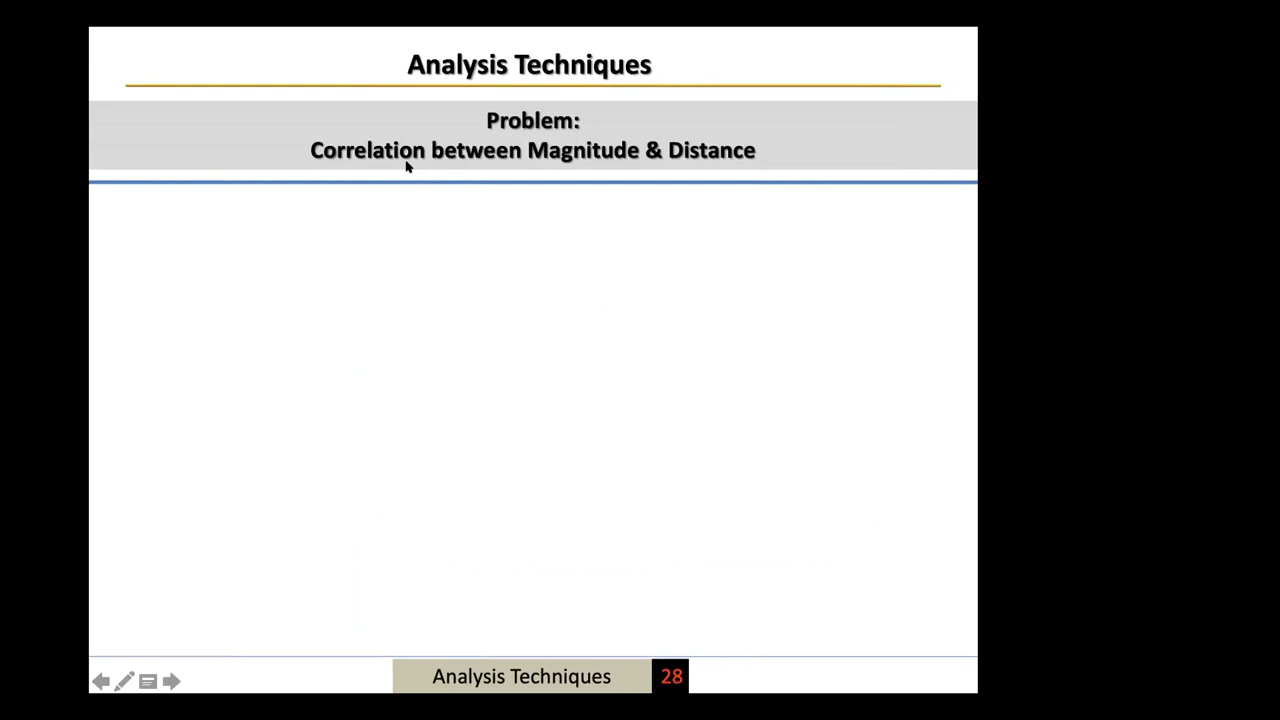 Analysis Techniques
Problem:
Correlation between Magnitude & Distance
Analysis Techniques
28